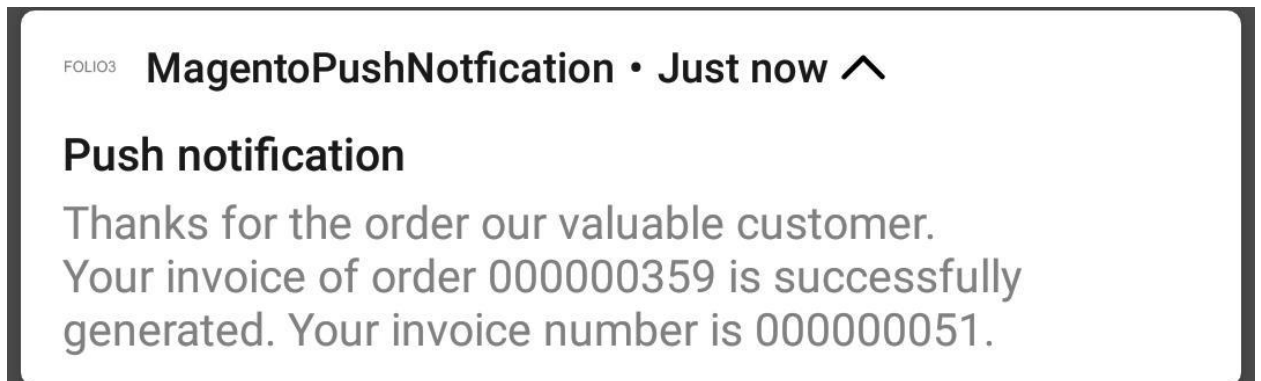 FOLIO3 MagentoPushNotfication • Just now
Push notification
Thanks for the order our valuable customer.
Your invoice of order 000000359 is successfully
generated. Your invoice number is 000000051.